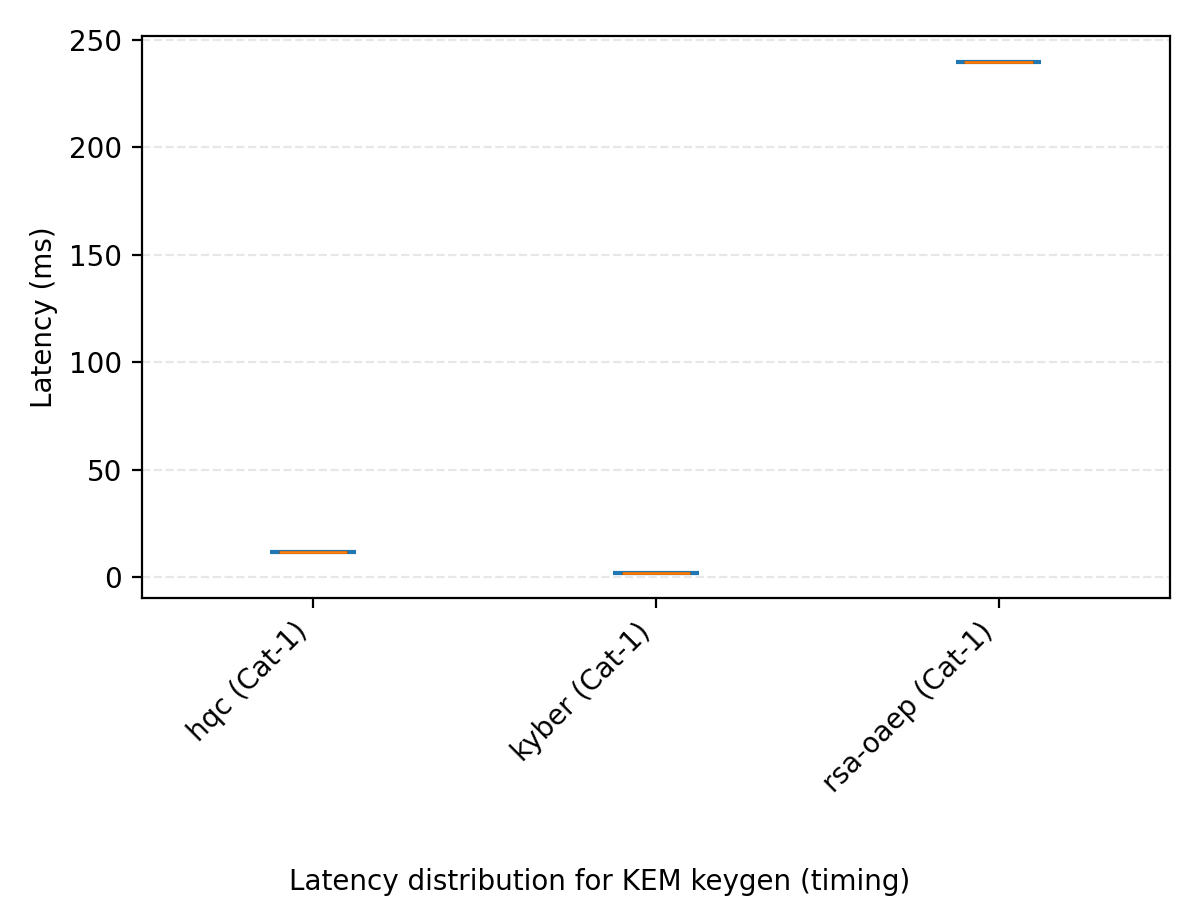 250
200
150
100
50
0
Latency (ms)
hqc (Cat-1)
kyber (Cat-1)
rsa-oaep (Cat-1)
Latency distribution for KEM keygen (timing)